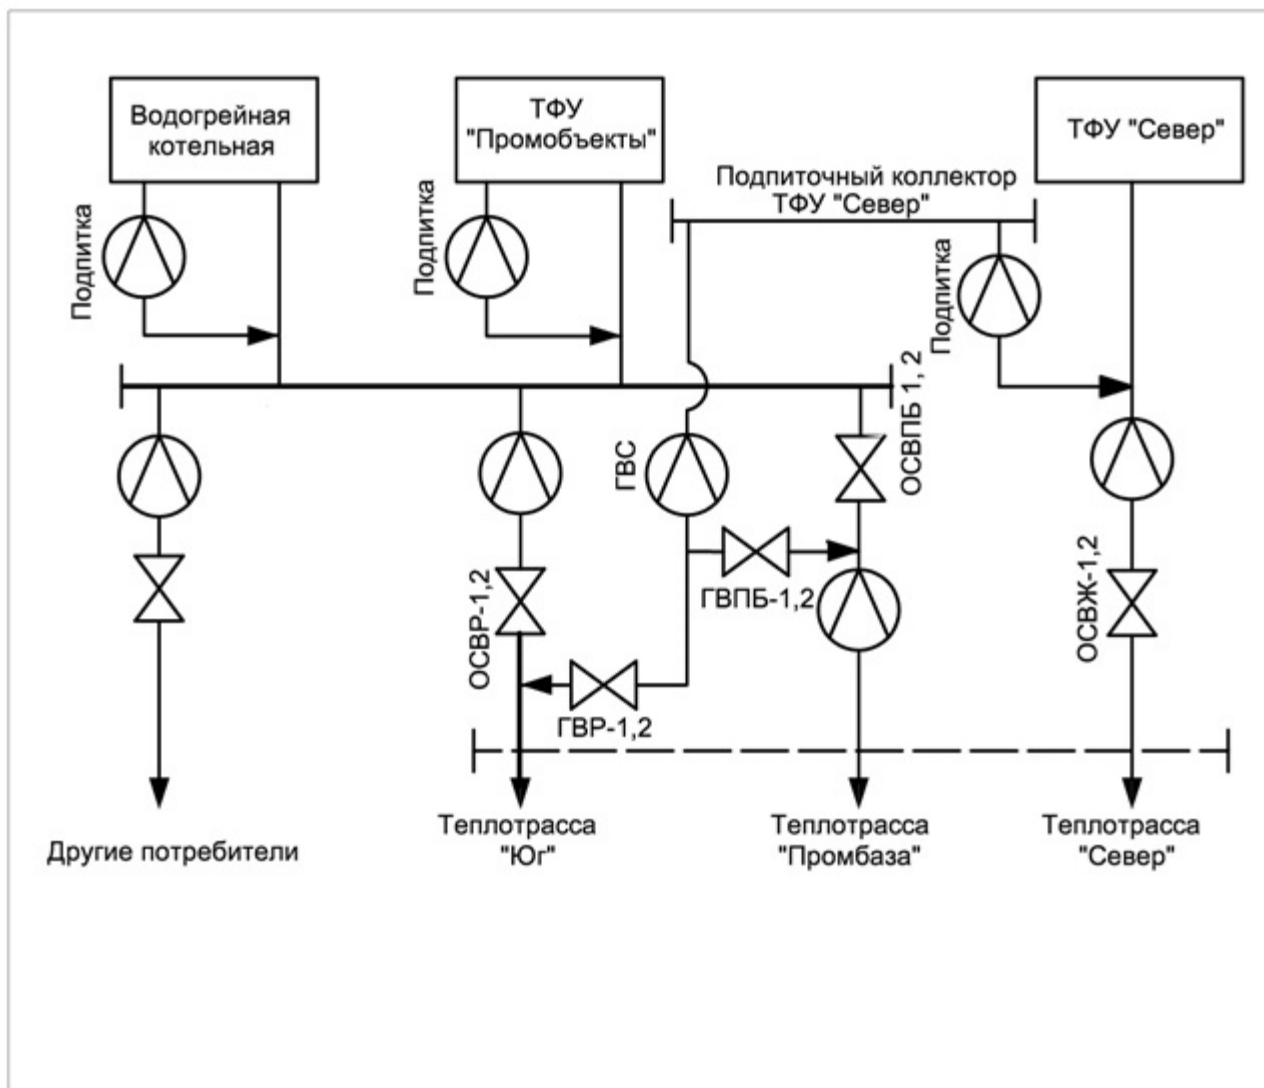 Водогрейная
котельная
ТФУ
"Промобъекты"
ТФУ "Север"
Подпиточный коллектор
ТФУ "Север"
Подпитка
Подпитка
Подпитка
ГВС
ОСВПБ 1, 2
ОСВР-1,2
ГВПБ-1,2
ОСВЖ-1,2
ГВР-1,2
Другие потребители
Теплотрасса
"Юг"
Теплотрасса
"Промбаза"
Теплотрасса
"Север"